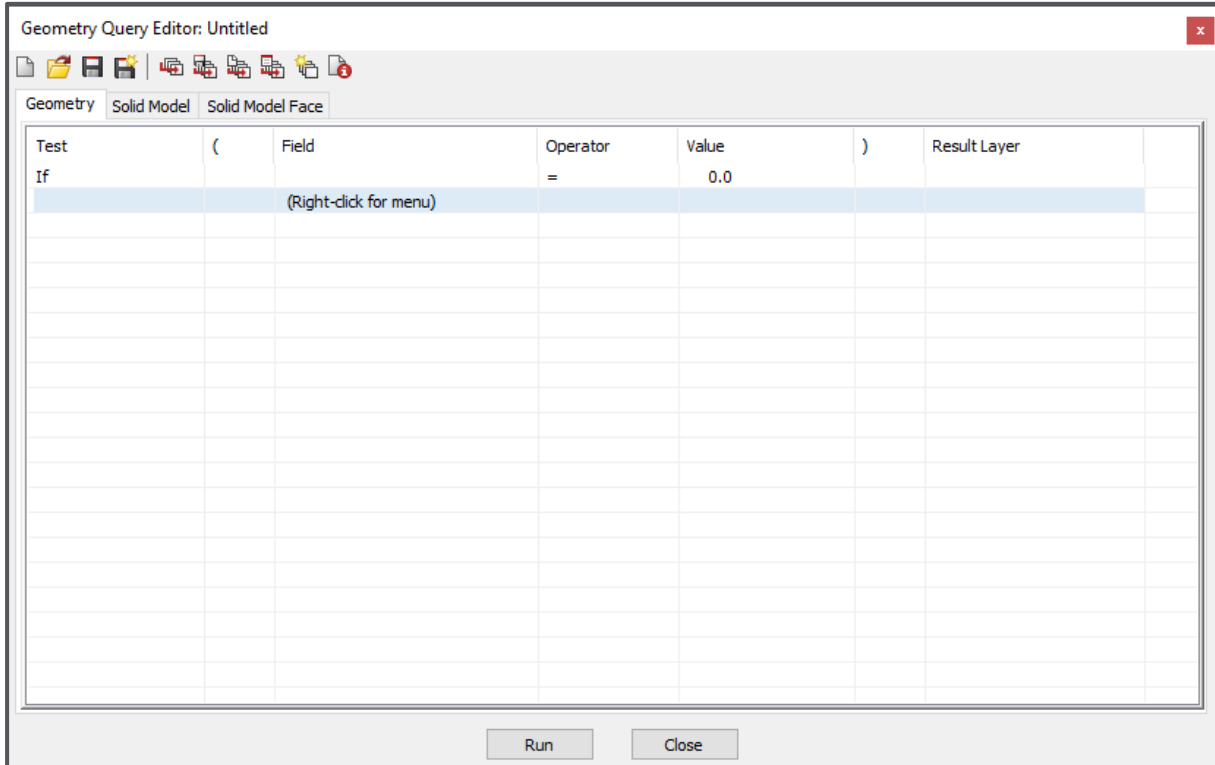 Geometry Query Editor: Untitled
x
Geometry Solid Model Solid Model Face
Test ( Field Operator Value ) Result Layer
If = 0.0
(Right-click for menu)
Run Close